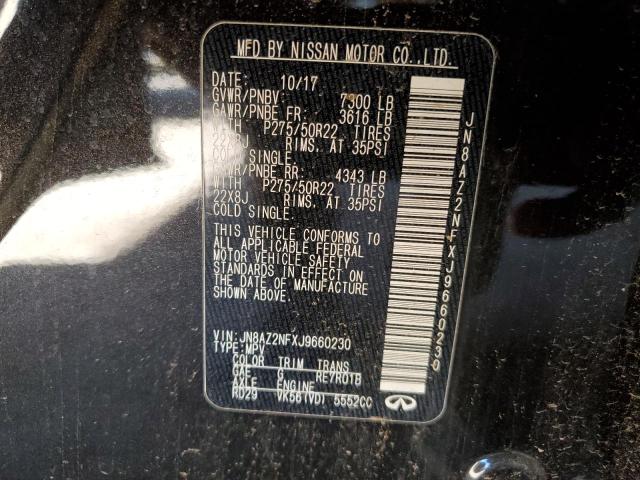 MFD BY NISSAN MOTOR CO.,LTD.
DATE: 10/17
GVWR/PNBV: 7300 LB
GAWR/PNBE FR: 3616 LB
WITH P275/50R22 TIRES
22X8J RIMS. AT 35PSI
COLD SINGLE.
GAWR/PNBE RR: 4343 LB
WITH P275/50R22 TIRES
22X8J RIMS. AT 35PSI
COLD SINGLE.
THIS VEHICLE CONFORMS TO
ALL APPLICABLE FEDERAL
MOTOR VEHICLE SAFETY
STANDARDS IN EFFECT ON
THE DATE OF MANUFACTURE
SHOWN ABOVE.
VIN: JN8AZ2NFXJ9660230
TYPE: MPV
COLOR TRIM TRANS
GAE G RE7R01B
AXLE ENGINE
RD29 VK56(VD) 5552CC
JN8AZ2NFXJ9660230